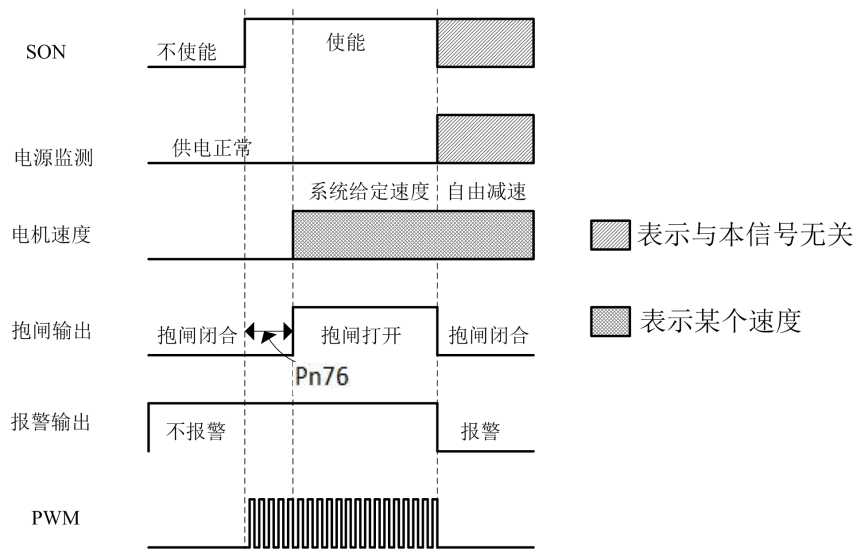 SON
不使能
使能
电源监测
供电正常
系统给定速度
自由减速
电机速度
表示与本信号无关
抱闸输出
抱闸闭合
抱闸打开
抱闸闭合
表示某个速度
Pn76
报警输出
不报警
报警
PWM